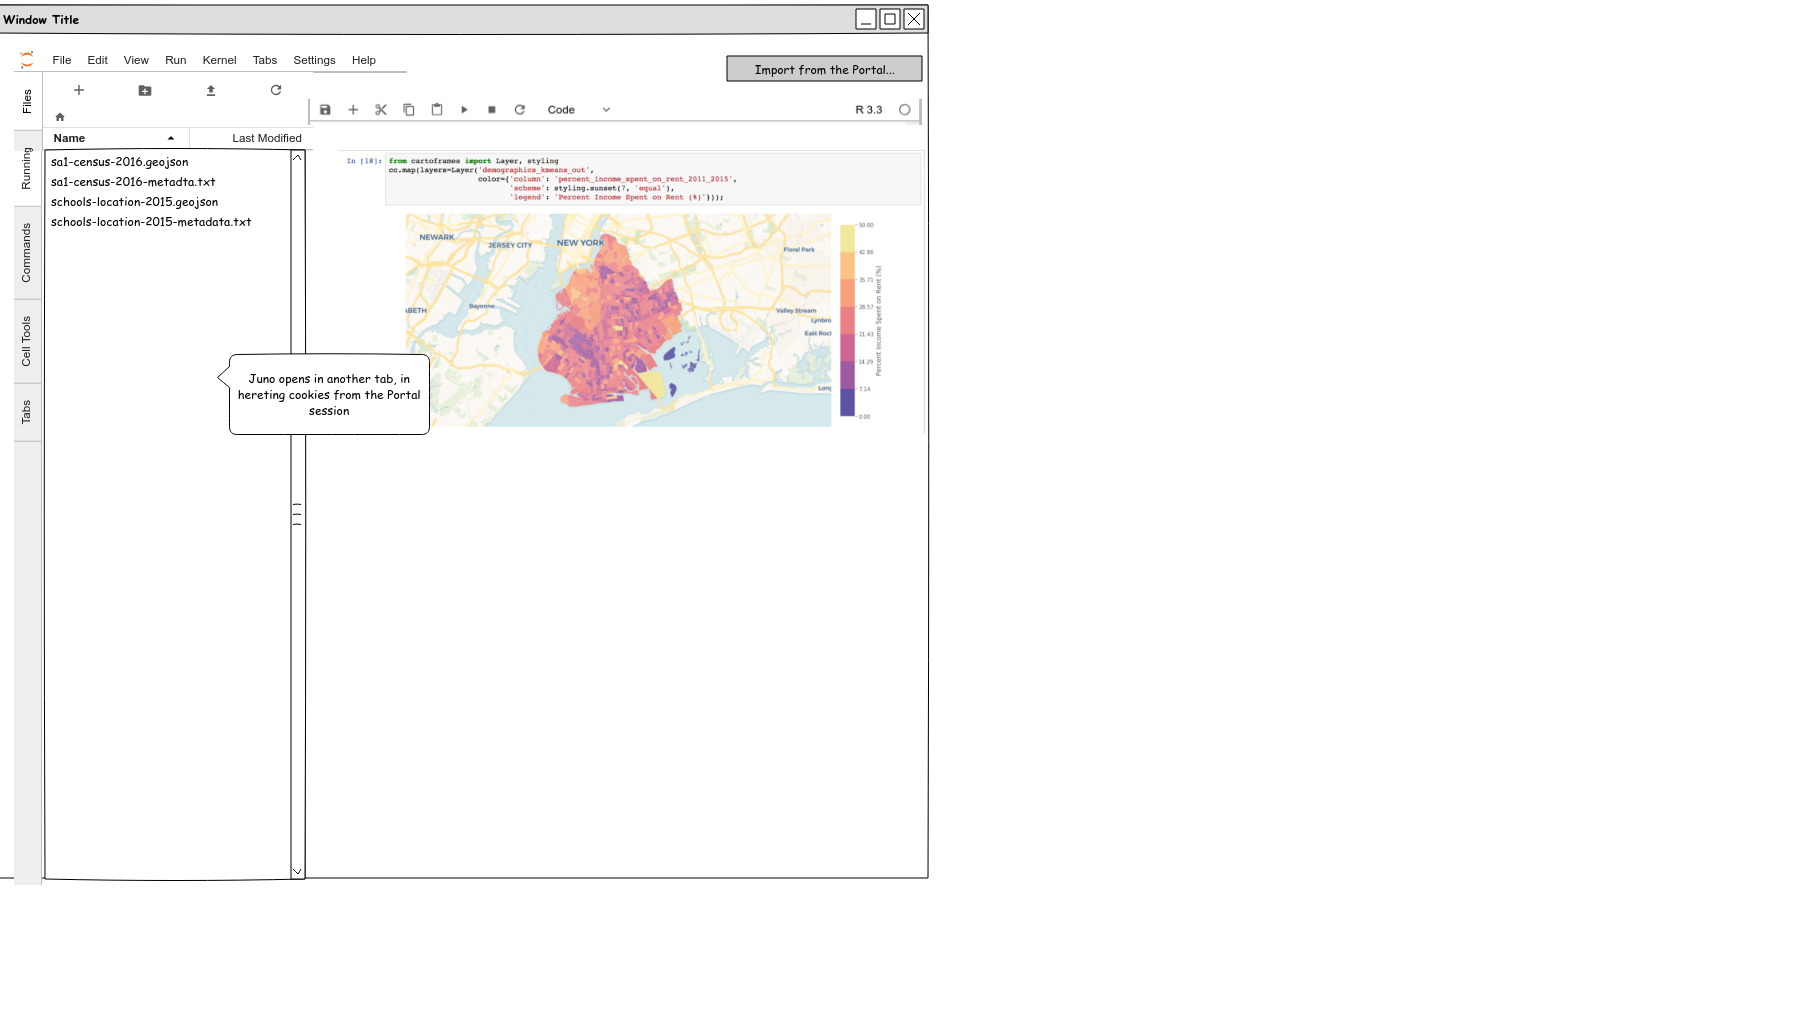 Window Title
File Edit View Run Kernel Tabs Settings Help
Import from the Portal...
Files
Running
Commands
Cell Tools
Tabs
Name Last Modified
sa1-census-2016.geojson
sa1-census-2016-metadta.txt
schools-location-2015.geojson
schools-location-2015-metadata.txt
Juno opens in another tab, in
hereting cookies from the Portal
session
Code R 3.3
In [18]: from cartoframes import Layer, styling
cc.map(layers=Layer('demographics_kmeans_out',
color={'column': 'percent_income_spent_on_rent_2011_2015',
'scheme': styling.sunset(7, 'equal'),
'legend': 'Percent Income Spent on Rent (%)'}));
NEWARK
JERSEY CITY
NEW YORK
Floral Park
Bayonne
ABETH
Valley Stream
Lynbro
East Rock
Long
50.00
42.86
35.71
28.57
21.43
14.29
7.14
0.00
Percent Income Spent on Rent (%)